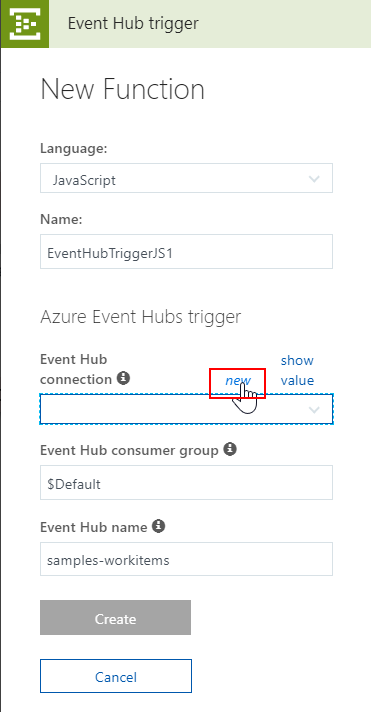 Event Hub trigger
New Function
Language:
JavaScript
Name:
EventHubTriggerJS1
Azure Event Hubs trigger
Event Hub
connection
new
show
value
Event Hub consumer group
$Default
Event Hub name
samples-workitems
Create
Cancel